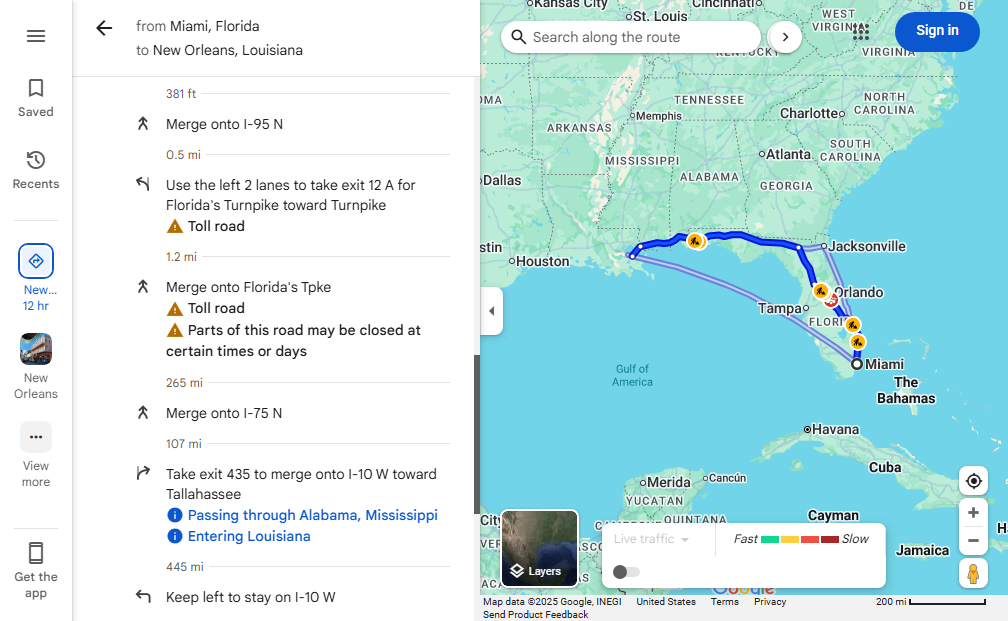 Saved
Recents
New...
12 hr
New
Orleans
View
more
Get the
app
from Miami, Florida
to New Orleans, Louisiana
381 ft
Merge onto I-95 N
0.5 mi
Use the left 2 lanes to take exit 12 A for
Florida's Turnpike toward Turnpike
Toll road
1.2 mi
Merge onto Florida's Tpke
Toll road
Parts of this road may be closed at
certain times or days
265 mi
Merge onto I-75 N
107 mi
Take exit 435 to merge onto I-10 W toward
Tallahassee
Passing through Alabama, Mississippi
Entering Louisiana
445 mi
Keep left to stay on I-10 W
Search along the route
Sign in
Kansas City
Cincinnati
St. Louis
WEST
VIRGINIA
DE
KENTUCKY
VIRGINIA
OMA
TENNESSEE
NORTH
CAROLINA
Charlotte
Memphis
ARKANSAS
SOUTH
CAROLINA
Atlanta
MISSISSIPPI
ALABAMA
GEORGIA
Dallas
stin
Houston
Jacksonville
Orlando
Tampa
FLORI
Miami
Gulf of
America
The
Bahamas
Havana
Cuba
Mérida
Cancún
YUCATAN
QUINTANA
City
Cayman
Jamaica
H
Layers
Live traffic
Fast
Slow
Google
Map data ©2025 Google, INEGI
United States
Terms
Privacy
200 mi
Send Product Feedback